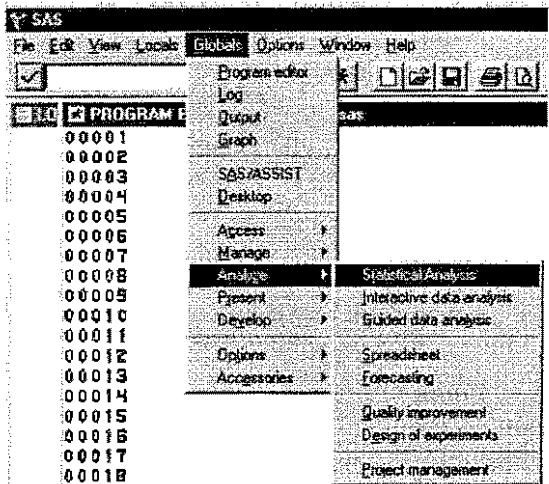 SAS
File Edit View Locals Globals Options Window Help
Program editor
Log
PROGRAM E
sas
Output
Graph
SAS/ASSIST
Desktop
Access
Manage
Analyze
Present
Develop
Options
Accessories
Statistical Analysis
Interactive data analysis
Guided data analysis
Spreadsheet
Forecasting
Quality improvement
Design of experiments
Project management
00001
00002
00003
00004
00005
00006
00007
00008
00009
00010
00011
00012
00013
00014
00015
00016
00017
00018